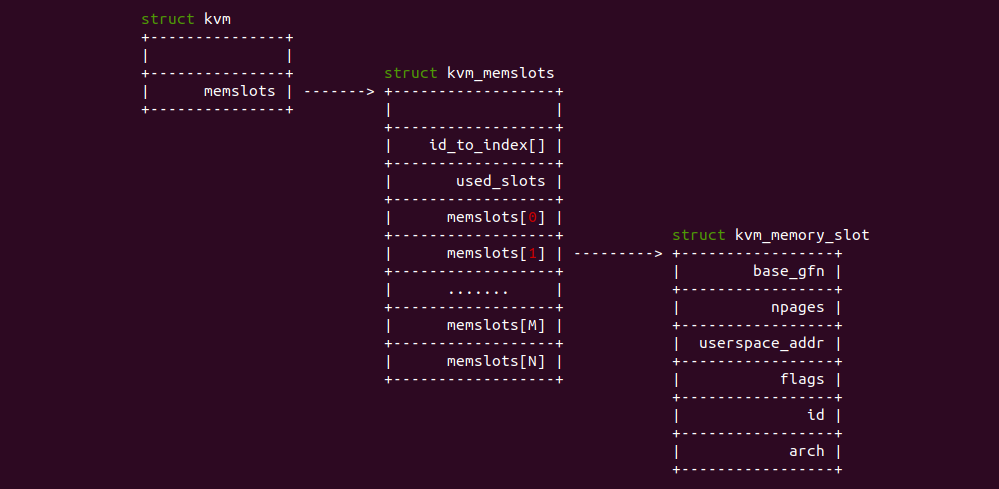 struct kvm
+---------------+
|               |
+---------------+           struct kvm_memslots
|      memslots | -------> +------------------+
+---------------+          |                  |
                           +------------------+
                           |    id_to_index[] |
                           +------------------+
                           |       used_slots |
                           +------------------+
                           |      memslots[0] |
                           +------------------+            struct kvm_memory_slot
                           |      memslots[1] | ---------> +-----------------+
                           +------------------+            |        base_gfn |
                           |      .......     |            +-----------------+
                           +------------------+            |          npages |
                           |      memslots[M] |            +-----------------+
                           +------------------+            |  userspace_addr |
                           |      memslots[N] |            +-----------------+
                           +------------------+            |           flags |
                                                           +-----------------+
                                                           |              id |
                                                           +-----------------+
                                                           |            arch |
                                                           +-----------------+